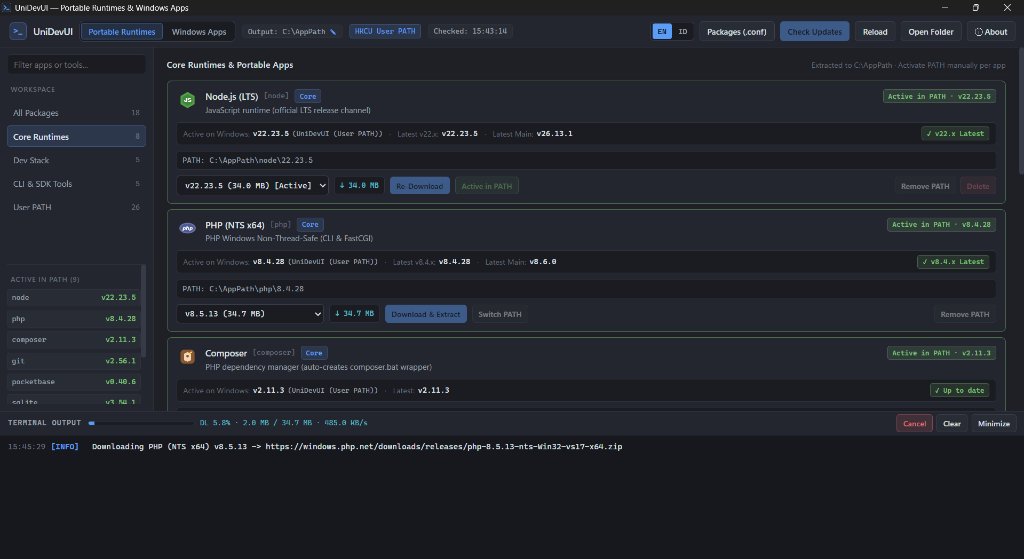 UniDevUI — Portable Runtimes & Windows Apps
UniDevUI Portable Runtimes Windows Apps Output: C:\AppPath HKCU User PATH Checked: 15:43:14 EN ID Packages (.conf) Check Updates Reload Open Folder ⓘ About
Filter apps or tools...
WORKSPACE
All Packages 18
Core Runtimes 8
Dev Stack 5
CLI & SDK Tools 5
User PATH 26
ACTIVE IN PATH (9)
node v22.23.5
php v8.4.28
composer v2.11.3
git v2.56.1
pocketbase v0.40.6
sqlite v3.54.1
Core Runtimes & Portable Apps Extracted to C:\AppPath · Activate PATH manually per app
JS Node.js (LTS) [node] Core Active in PATH · v22.23.5
JavaScript runtime (official LTS release channel)
Active on Windows: v22.23.5 (UniDevUI (User PATH)) · Latest v22.x: v22.23.5 · Latest Main: v26.13.1 ✓ v22.x Latest
PATH: C:\AppPath\node\22.23.5
v22.23.5 (34.0 MB) [Active] ↓ 34.0 MB Re-Download Active in PATH Remove PATH Delete
php PHP (NTS x64) [php] Core Active in PATH · v8.4.28
PHP Windows Non-Thread-Safe (CLI & FastCGI)
Active on Windows: v8.4.28 (UniDevUI (User PATH)) · Latest v8.4.x: v8.4.28 · Latest Main: v8.6.0 ✓ v8.4.x Latest
PATH: C:\AppPath\php\8.4.28
v8.5.13 (34.7 MB) ↓ 34.7 MB Download & Extract Switch PATH Remove PATH
Composer [composer] Core Active in PATH · v2.11.3
PHP dependency manager (auto-creates composer.bat wrapper)
Active on Windows: v2.11.3 (UniDevUI (User PATH)) · Latest: v2.11.3 ✓ Up to date
TERMINAL OUTPUT DL 5.8% · 2.0 MB / 34.7 MB · 485.0 KB/s Cancel Clear Minimize
15:45:29 [INFO] Downloading PHP (NTS x64) v8.5.13 -> https://windows.php.net/downloads/releases/php-8.5.13-nts-Win32-vs17-x64.zip